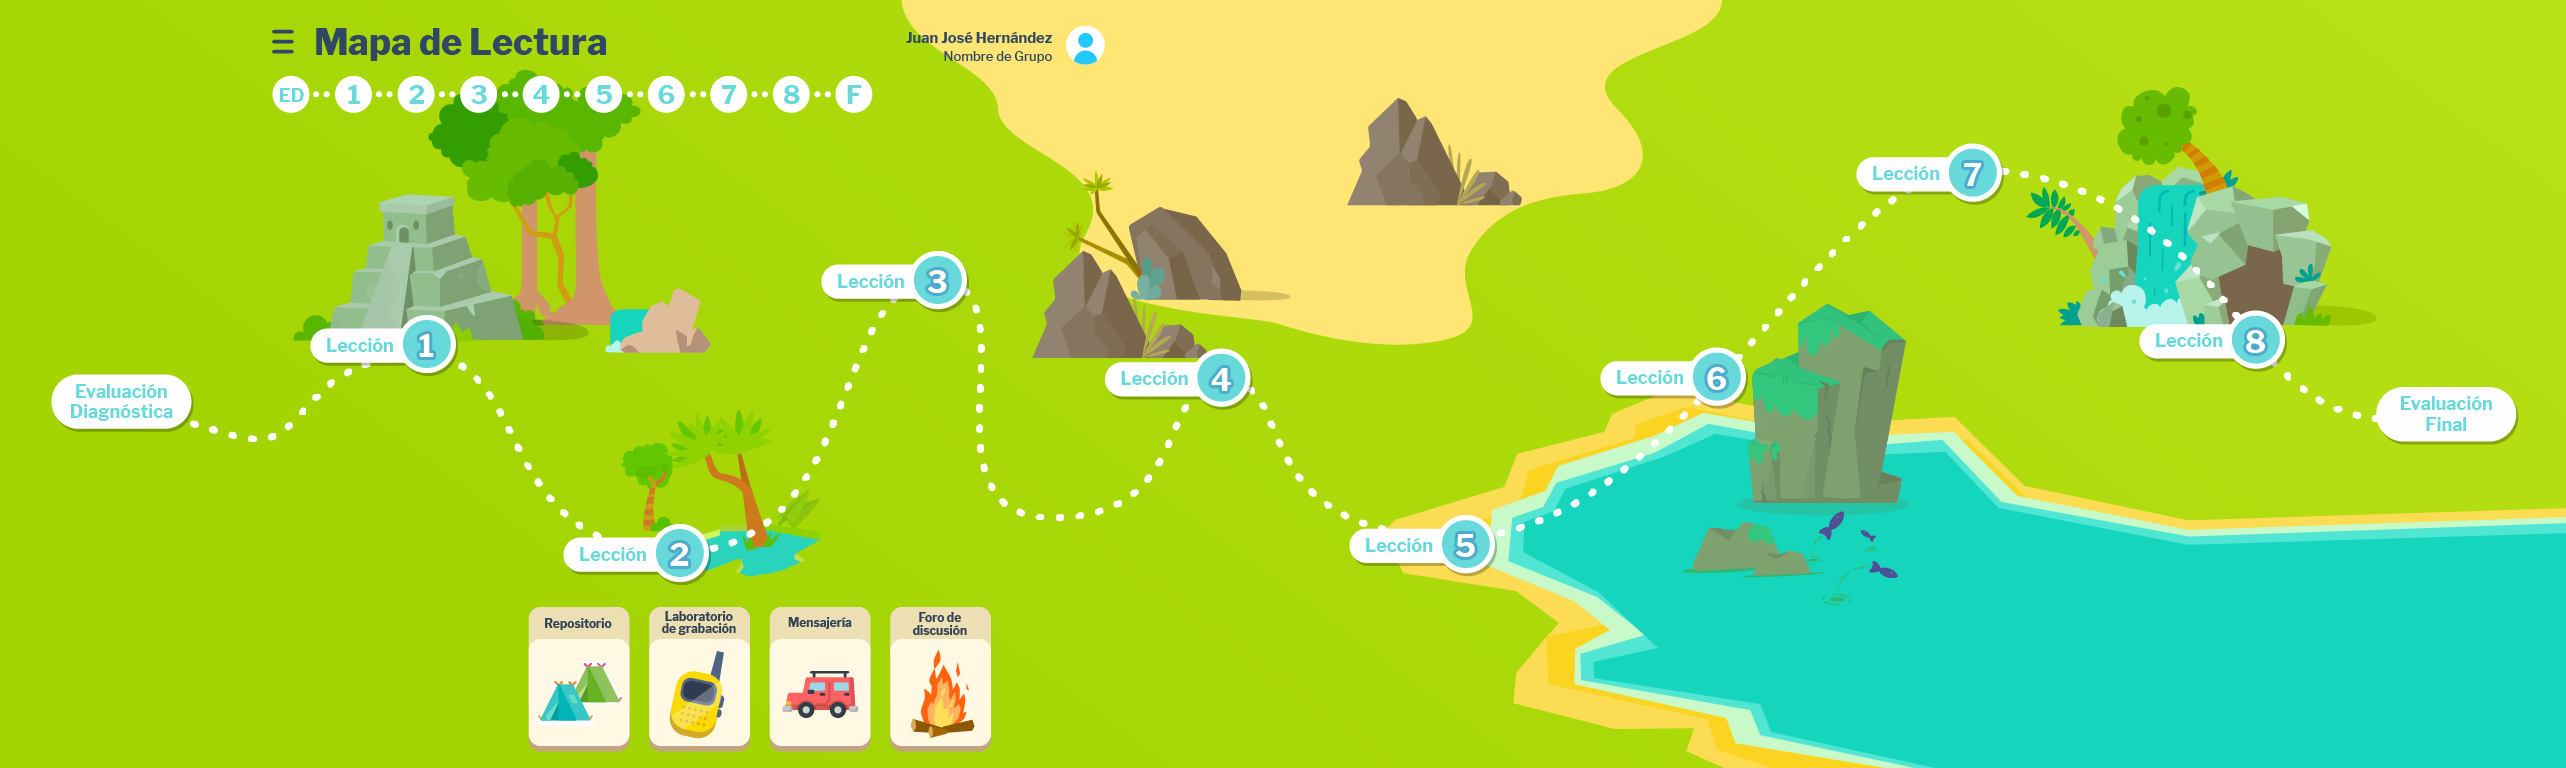 Mapa de Lectura
Juan José Hernández
Nombre de Grupo
ED 1 2 3 4 5 6 7 8 F
Evaluación
Diagnóstica
Lección 1
Lección 2
Lección 3
Lección 4
Lección 5
Lección 6
Lección 7
Lección 8
Evaluación
Final
Repositorio
Laboratorio
de grabación
Mensajería
Foro de
discusión